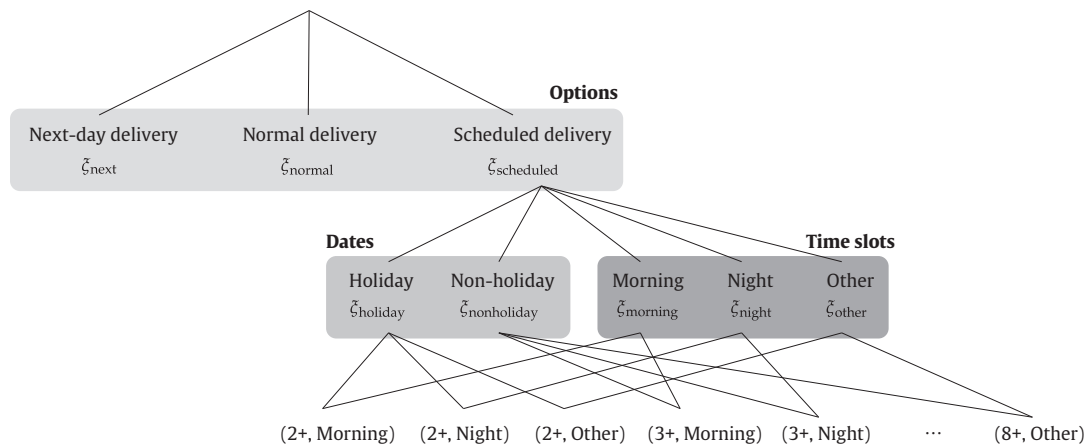 Options
Next-day delivery Normal delivery Scheduled delivery
ξnext ξnormal ξscheduled
Dates Time slots
Holiday Non-holiday Morning Night Other
ξholiday ξnonholiday ξmorning ξnight ξother
(2+, Morning) (2+, Night) (2+, Other) (3+, Morning) (3+, Night) ⋯ (8+, Other)